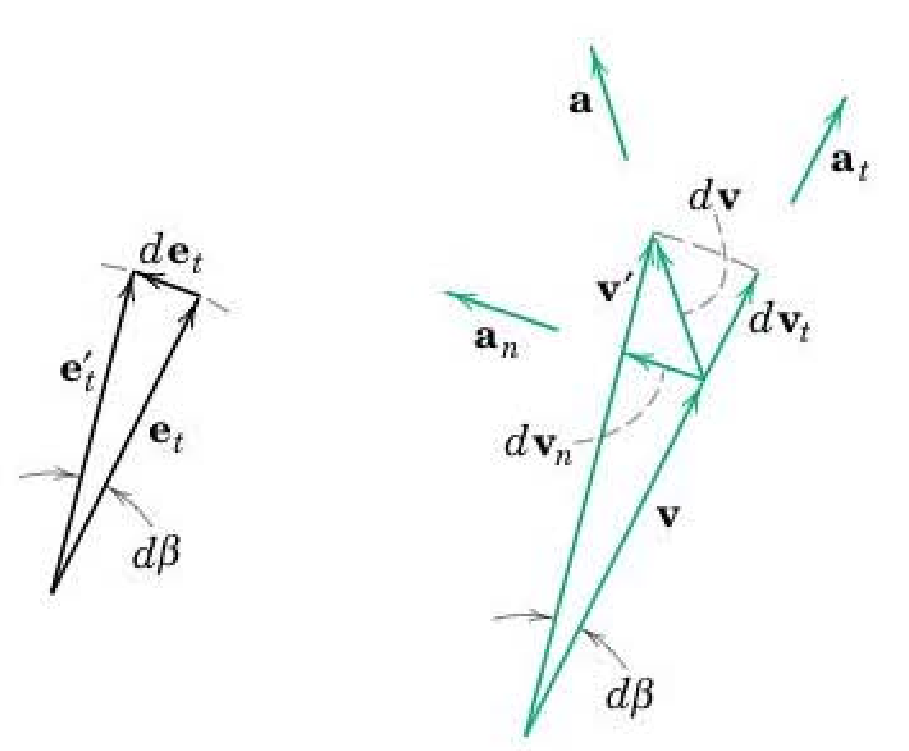 de_t
e′_t
e_t
dβ
a
a_t
dv
v′
dv_t
a_n
dv_n
v
dβ